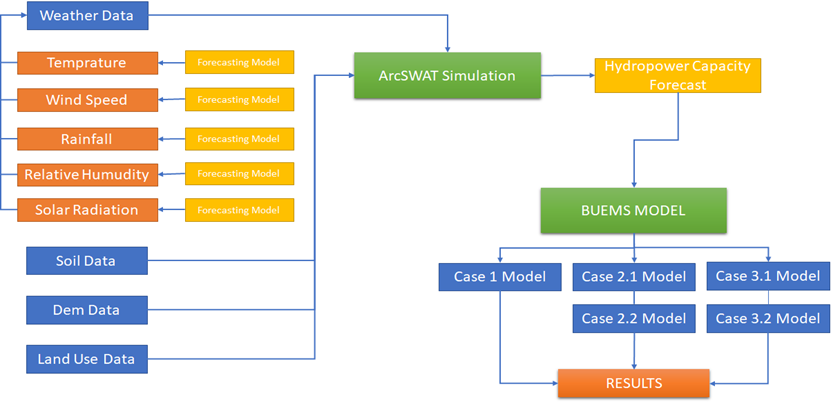 Weather Data
Temprature
Forecasting Model
Wind Speed
Forecasting Model
Rainfall
Forecasting Model
Relative Humudity
Forecasting Model
Solar Radiation
Forecasting Model
Soil Data
Dem Data
Land Use Data
ArcSWAT Simulation
Hydropower Capacity
Forecast
BUEMS MODEL
Case 1 Model
Case 2.1 Model
Case 3.1 Model
Case 2.2 Model
Case 3.2 Model
RESULTS